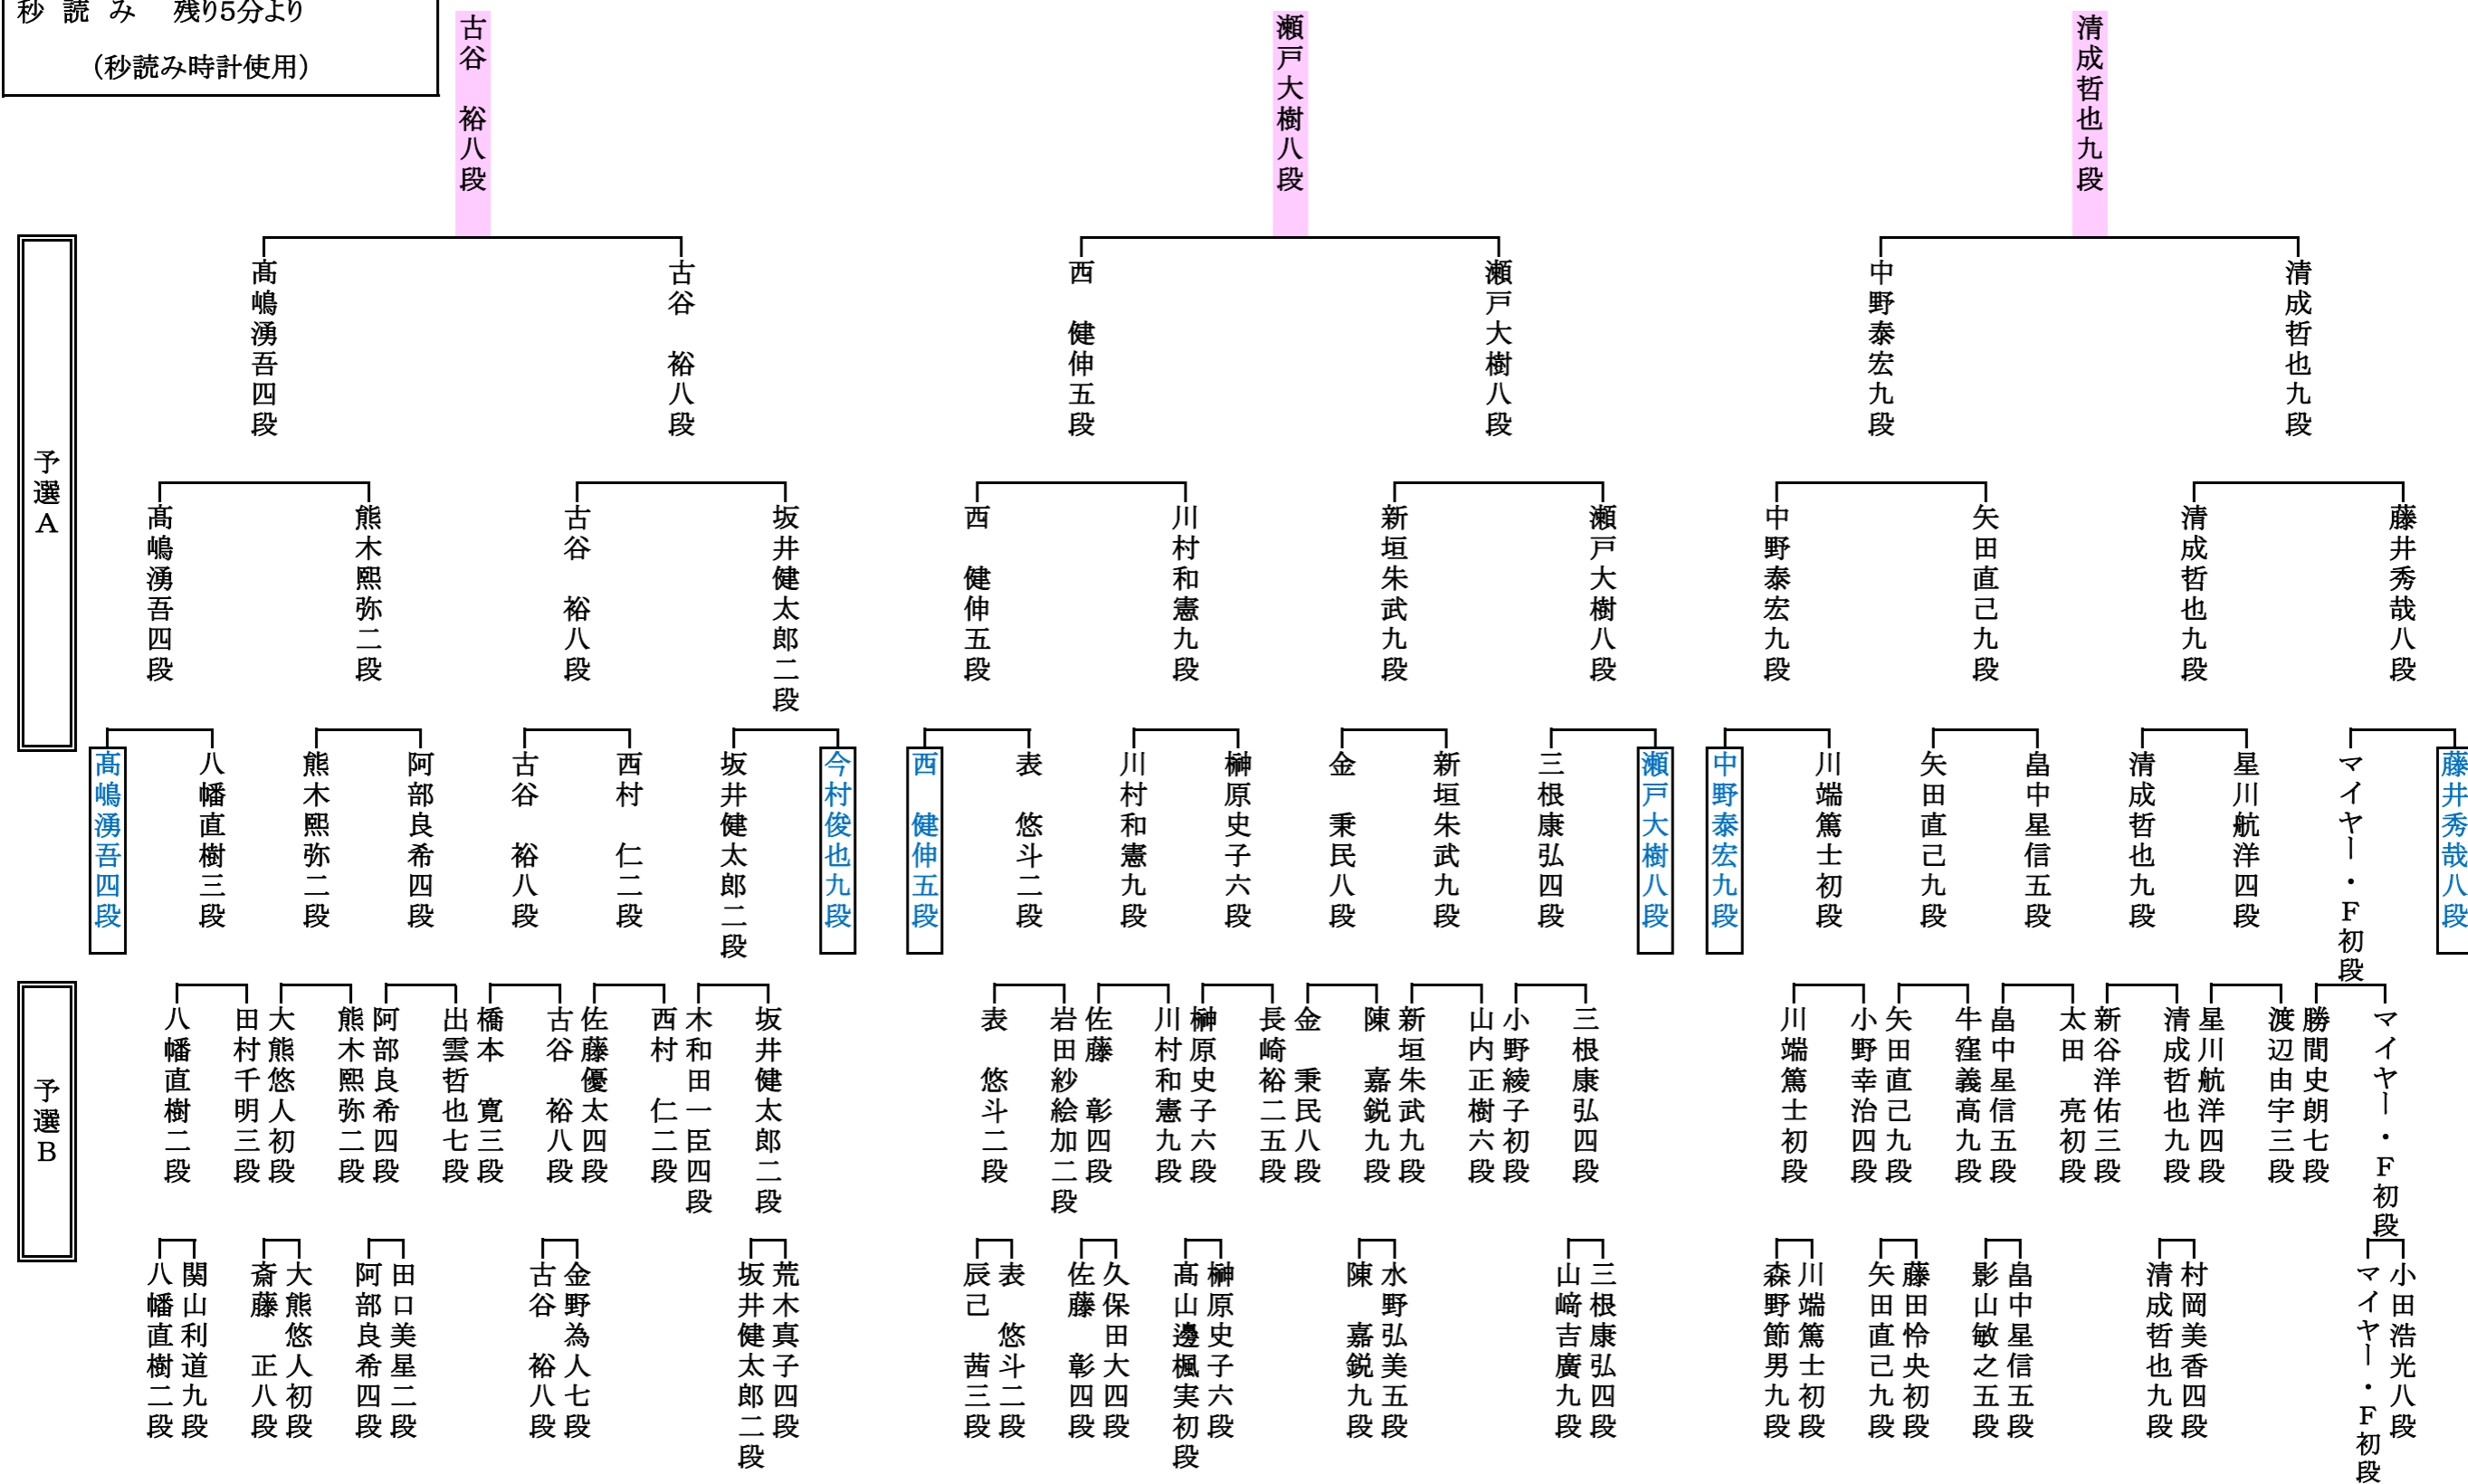 秒 読 み 残り5分より
(秒読み時計使用)
古谷 裕八段
瀬戸大樹八段
清成哲也九段
予選A
髙嶋湧吾四段
古谷 裕八段
西 健伸五段
瀬戸大樹八段
中野泰宏九段
清成哲也九段
髙嶋湧吾四段
熊木熙弥二段
古谷 裕八段
坂井健太郎二段
西 健伸五段
川村和憲九段
新垣朱武九段
瀬戸大樹八段
中野泰宏九段
矢田直己九段
清成哲也九段
藤井秀哉八段
髙嶋湧吾四段
八幡直樹三段
熊木熙弥二段
阿部良希四段
古谷 裕八段
西村 仁二段
坂井健太郎二段
今村俊也九段
西 健伸五段
表 悠斗二段
川村和憲九段
榊原史子六段
金 秉民八段
新垣朱武九段
三根康弘四段
瀬戸大樹八段
中野泰宏九段
川端篤士初段
矢田直己九段
畠中星信五段
清成哲也九段
星川航洋四段
マイヤー・F初段
藤井秀哉八段
予選B
八幡直樹二段
田村千明三段
大熊悠人初段
熊木熙弥二段
阿部良希四段
出雲哲也七段
橋本 寛三段
古谷 裕八段
佐藤優太四段
西村 仁二段
木和田一臣四段
坂井健太郎二段
表 悠斗二段
岩田紗絵加二段
佐藤 彰四段
川村和憲九段
榊原史子六段
長崎裕二五段
金 秉民八段
陳 嘉鋭九段
新垣朱武九段
山内正樹六段
小野綾子初段
三根康弘四段
川端篤士初段
小野幸治四段
矢田直己九段
牛窪義高九段
畠中星信五段
太田 亮初段
新谷洋佑三段
清成哲也九段
星川航洋四段
渡辺由宇三段
勝間史朗七段
マイヤー・F初段
八幡直樹二段
関山利道九段
斎藤 正八段
大熊悠人初段
阿部良希四段
田口美星二段
古谷 裕八段
金野為人七段
坂井健太郎二段
荒木真子四段
辰己 茜三段
表 悠斗二段
佐藤 彰四段
久保田大四段
髙山邊楓実初段
榊原史子六段
陳 嘉鋭九段
水野弘美五段
山﨑吉廣九段
三根康弘四段
森野節男九段
川端篤士初段
矢田直己九段
藤田怜央初段
影山敏之五段
畠中星信五段
清成哲也九段
村岡美香四段
マイヤー・F初段
小田浩光八段